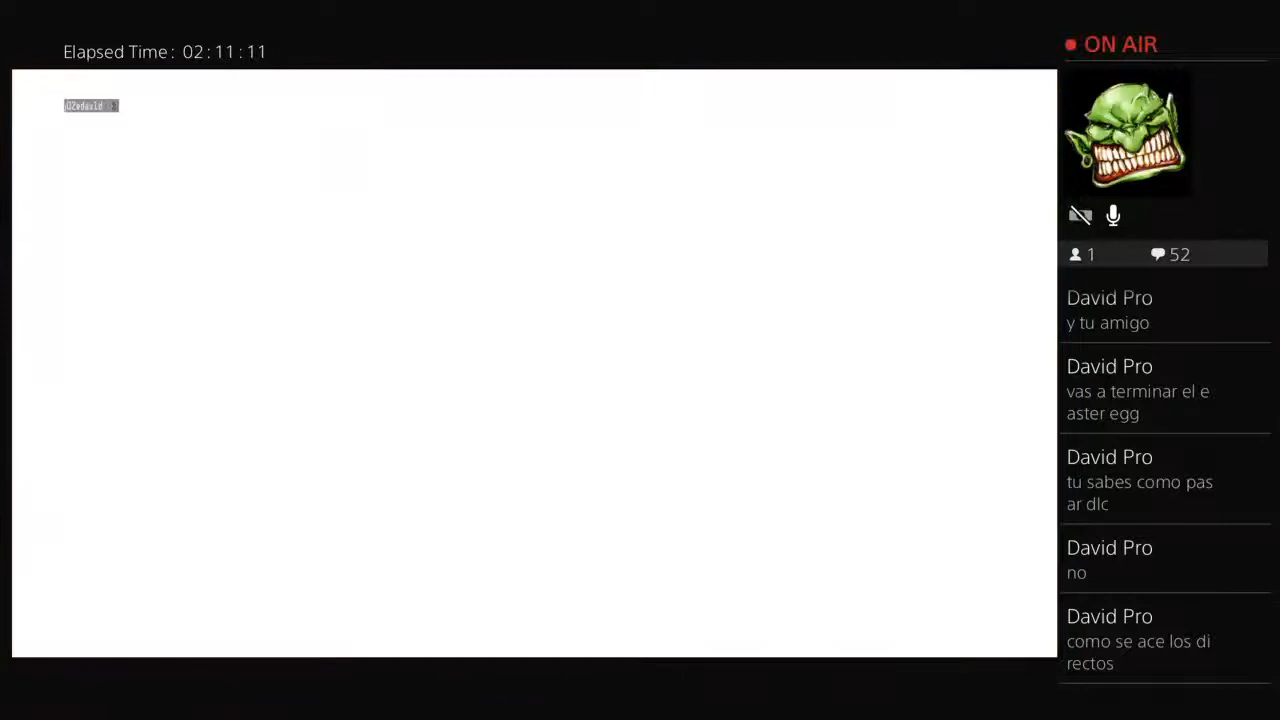 Elapsed Time: 02:11:11
ON AIR
1
52
David Pro
y tu amigo
David Pro
vas a terminar el e
aster egg
David Pro
tu sabes como pas
ar dlc
David Pro
no
David Pro
como se ace los di
rectos